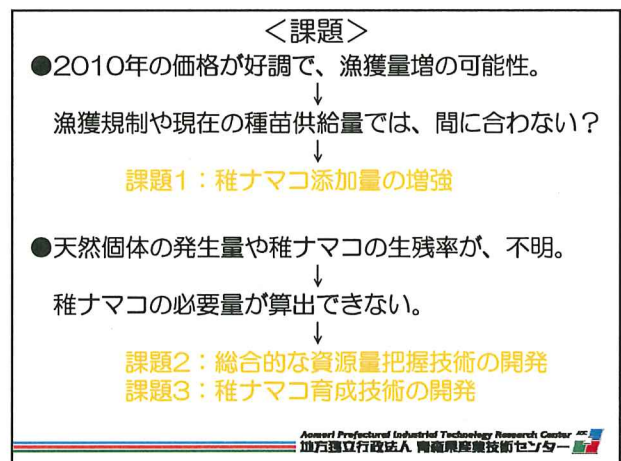 ＜課題＞
●2010年の価格が好調で、漁獲量増の可能性。
↓
漁獲規制や現在の種苗供給量では、間に合わない？
↓
課題1：稚ナマコ添加量の増強
●天然個体の発生量や稚ナマコの生残率が、不明。
↓
稚ナマコの必要量が算出できない。
↓
課題2：総合的な資源量把握技術の開発
課題3：稚ナマコ育成技術の開発
Aomori Prefectural Industrial Technology Research Center
地方独立行政法人 青森県産業技術センター